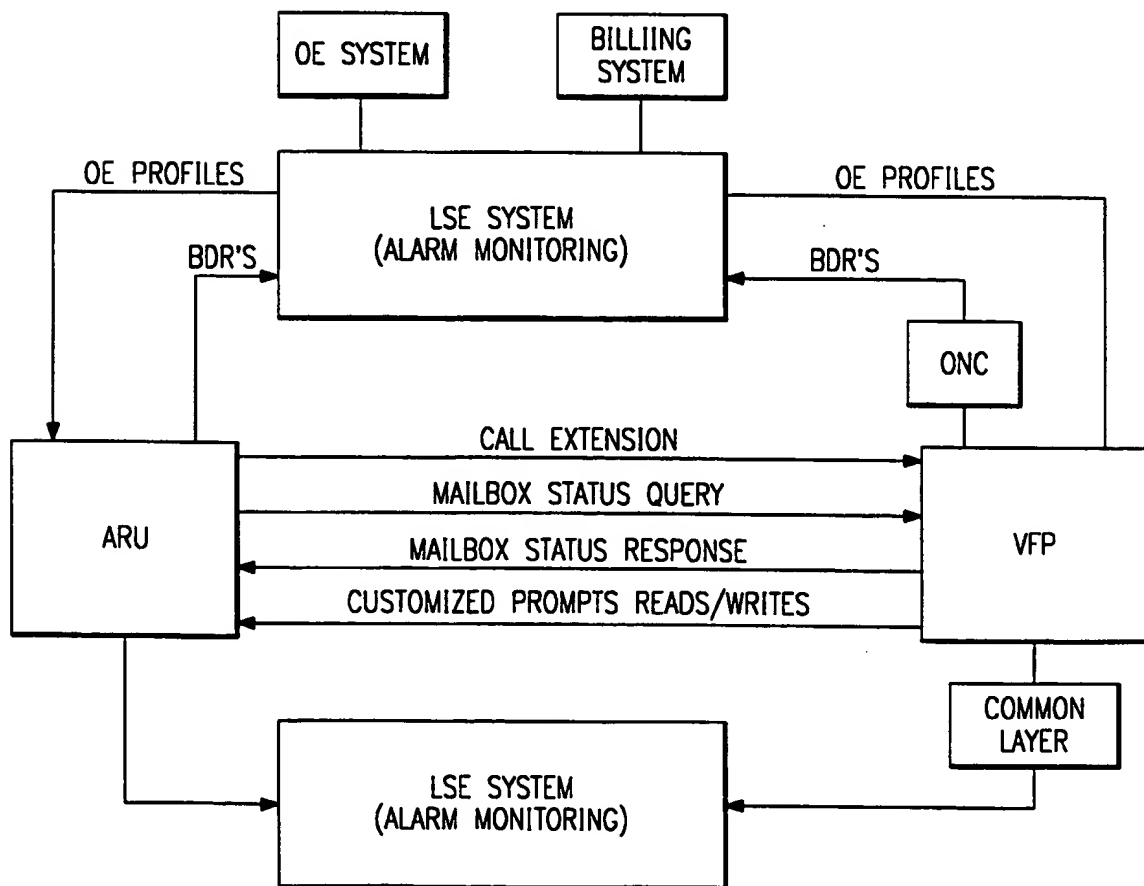 OE SYSTEM
BILLIING
SYSTEM
OE PROFILES
OE PROFILES
LSE SYSTEM
(ALARM MONITORING)
BDR'S
BDR'S
ONC
CALL EXTENSION
MAILBOX STATUS QUERY
ARU
VFP
MAILBOX STATUS RESPONSE
CUSTOMIZED PROMPTS READS/WRITES
COMMON
LAYER
LSE SYSTEM
(ALARM MONITORING)